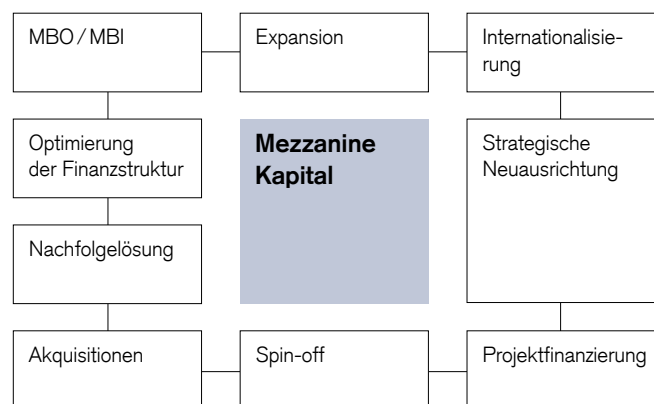 MBO / MBI
Expansion
Internationalisie-
rung
Optimierung
der Finanzstruktur
Mezzanine
Kapital
Strategische
Neuausrichtung
Nachfolgelösung
Akquisitionen
Spin-off
Projektfinanzierung